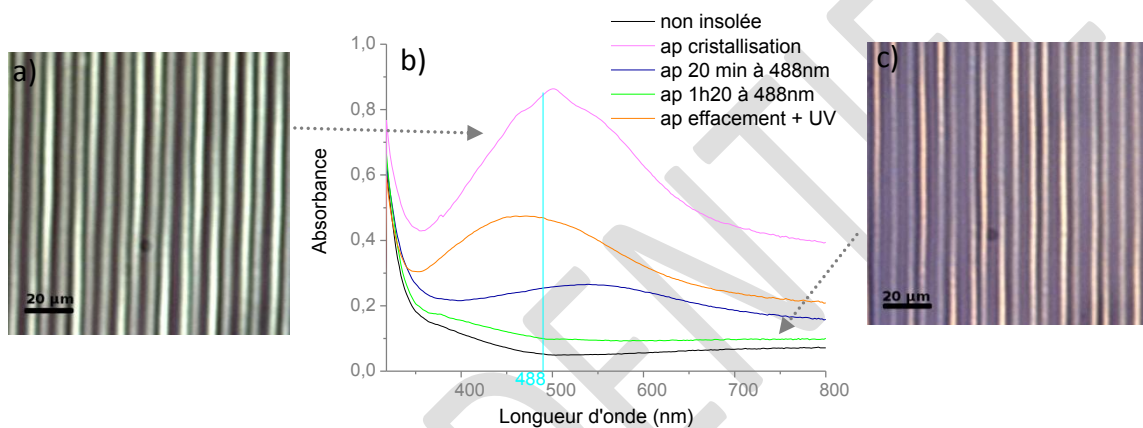 a)
20 µm
b)
non insolée
ap cristallisation
ap 20 min à 488nm
ap 1h20 à 488nm
ap effacement + UV
1,0
0,8
0,6
0,4
0,2
0,0
Absorbance
488
400
500
600
700
800
Longueur d'onde (nm)
c)
20 µm